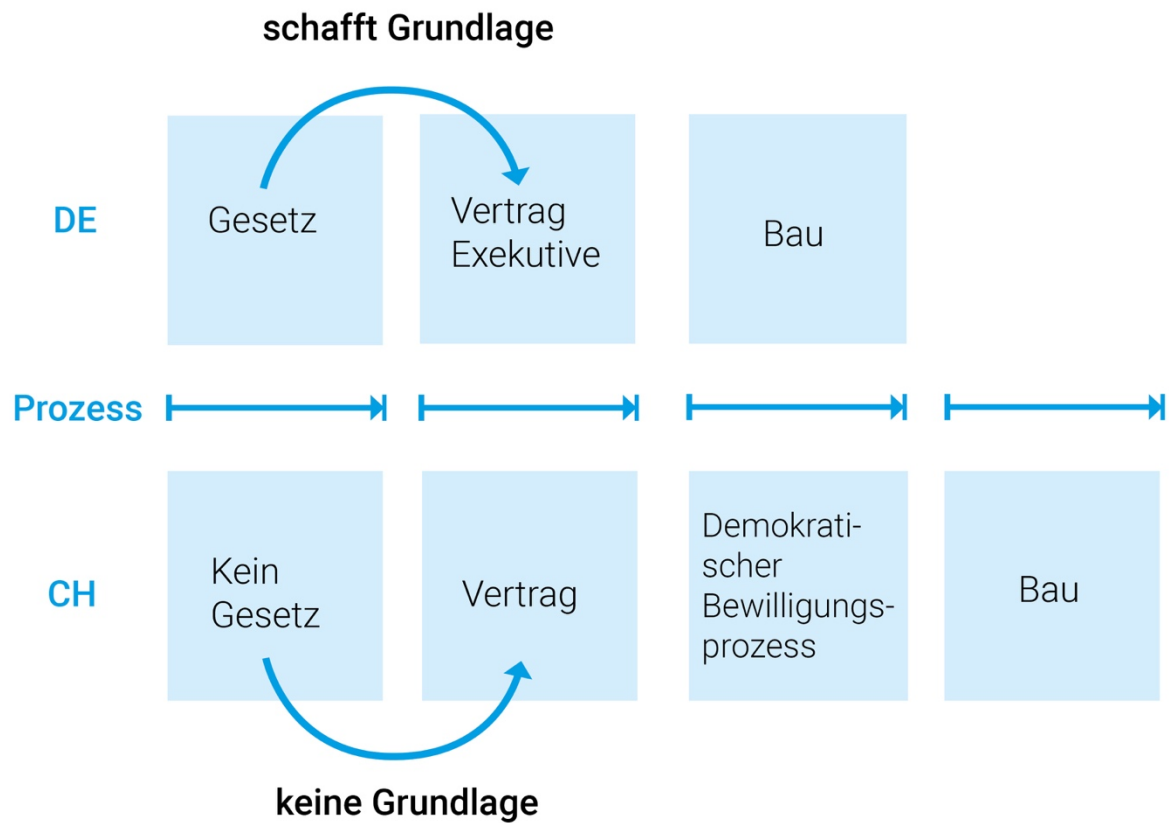 schafft Grundlage
DE
Gesetz
Vertrag
Exekutive
Bau
Prozess
CH
Kein
Gesetz
Vertrag
Demokrati-
scher
Bewilligungs-
prozess
Bau
keine Grundlage